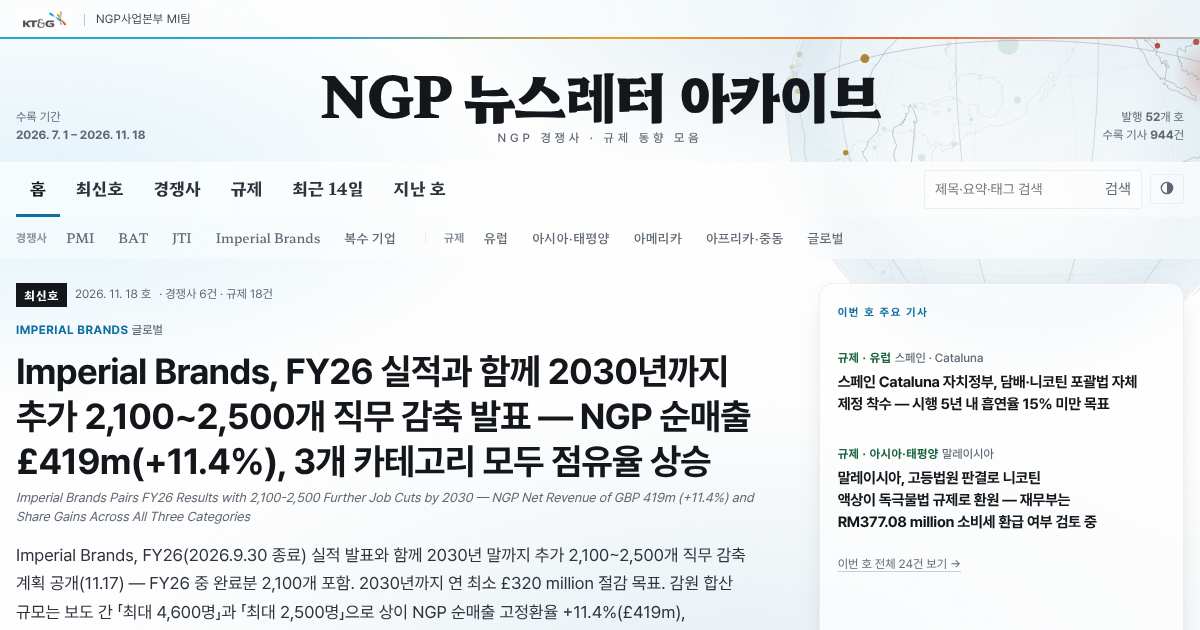 KT&G
NGP사업본부 MI팀
NGP 뉴스레터 아카이브
NGP 경쟁사 · 규제 동향 모음
수록 기간
2026. 7. 1 – 2026. 11. 18
발행 52개 호
수록 기사 944건
홈 최신호 경쟁사 규제 최근 14일 지난 호
제목·요약·태그 검색 검색
경쟁사 PMI BAT JTI Imperial Brands 복수 기업 규제 유럽 아시아·태평양 아메리카 아프리카·중동 글로벌
최신호 2026. 11. 18 호 · 경쟁사 6건 · 규제 18건
IMPERIAL BRANDS 글로벌
Imperial Brands, FY26 실적과 함께 2030년까지
추가 2,100~2,500개 직무 감축 발표 — NGP 순매출
£419m(+11.4%), 3개 카테고리 모두 점유율 상승
Imperial Brands Pairs FY26 Results with 2,100-2,500 Further Job Cuts by 2030 — NGP Net Revenue of GBP 419m (+11.4%) and
Share Gains Across All Three Categories
Imperial Brands, FY26(2026.9.30 종료) 실적 발표와 함께 2030년 말까지 추가 2,100~2,500개 직무 감축
계획 공개(11.17) — FY26 중 완료분 2,100개 포함. 2030년까지 연 최소 £320 million 절감 목표. 감원 합산
규모는 보도 간 「최대 4,600명」과 「최대 2,500명」으로 상이 NGP 순매출 고정환율 +11.4%(£419m),
이번 호 주요 기사
규제 · 유럽 스페인 · Cataluna
스페인 Cataluna 자치정부, 담배·니코틴 포괄법 자체
제정 착수 — 시행 5년 내 흡연율 15% 미만 목표
규제 · 아시아·태평양 말레이시아
말레이시아, 고등법원 판결로 니코틴
액상이 독극물법 규제로 환원 — 재무부는
RM377.08 million 소비세 환급 여부 검토 중
이번 호 전체 24건 보기 →